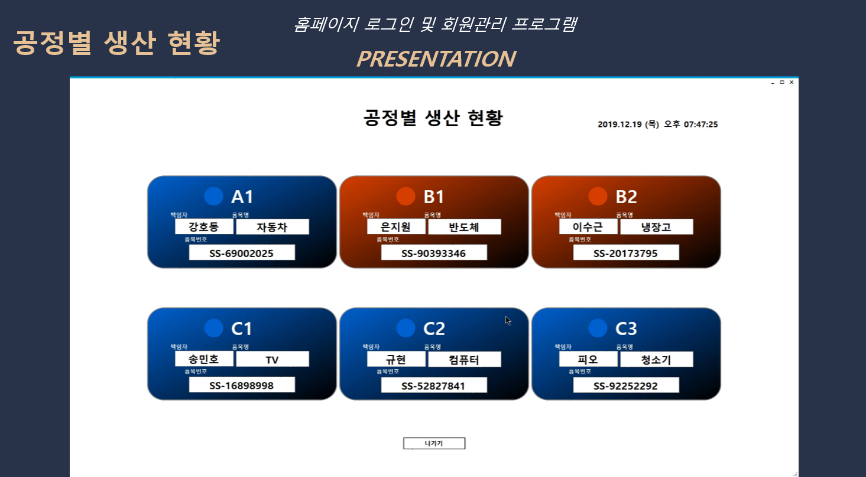 홈페이지 로그인 및 회원관리 프로그램
공정별 생산 현황
PRESENTATION
공정별 생산 현황
2019.12.19 (목) 오후 07:47:25
A1
책임자 품목명
강호동 자동차
품목번호
SS-69002025
B1
책임자 품목명
은지원 반도체
품목번호
SS-90393346
B2
책임자 품목명
이수근 냉장고
품목번호
SS-20173795
C1
책임자 품목명
송민호 TV
품목번호
SS-16898998
C2
책임자 품목명
규현 컴퓨터
품목번호
SS-52827841
C3
책임자 품목명
피오 청소기
품목번호
SS-92252292
나가기